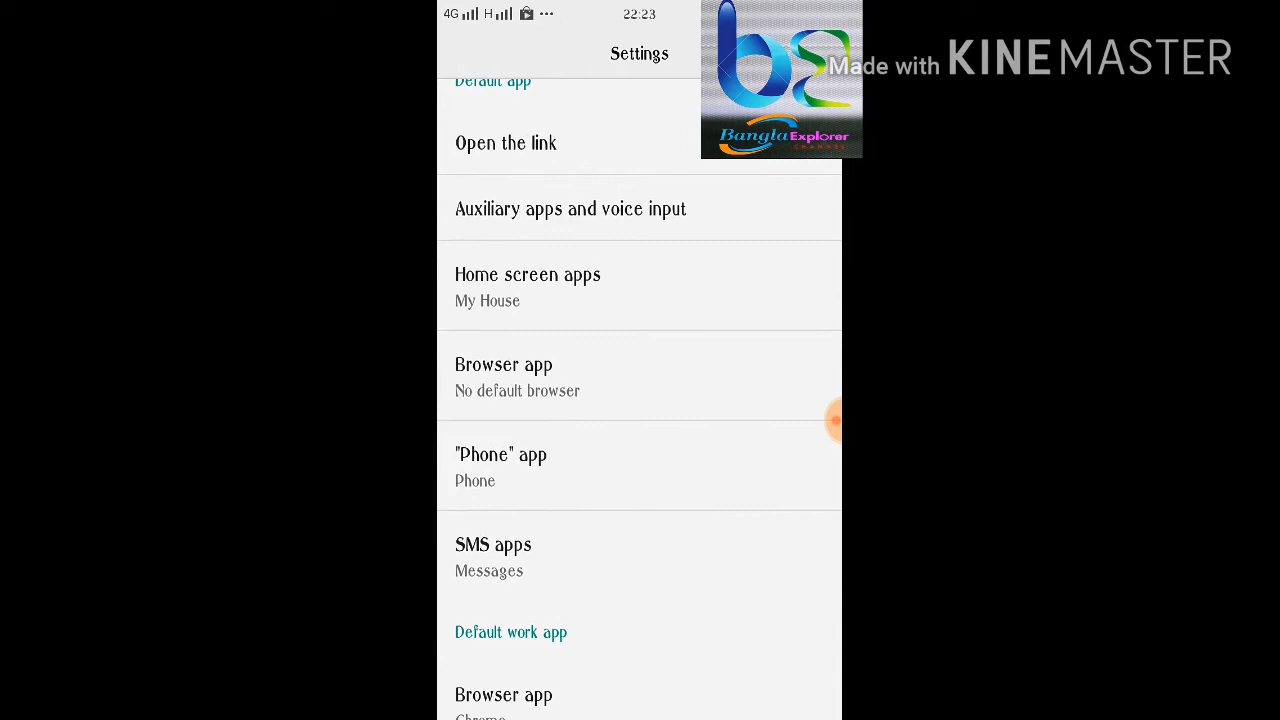 4G H 22:23
Settings
Made with KINEMASTER
Bangla Explorer
CHANNEL
Default app
Open the link
Auxiliary apps and voice input
Home screen apps
My House
Browser app
No default browser
"Phone" app
Phone
SMS apps
Messages
Default work app
Browser app
Chrome